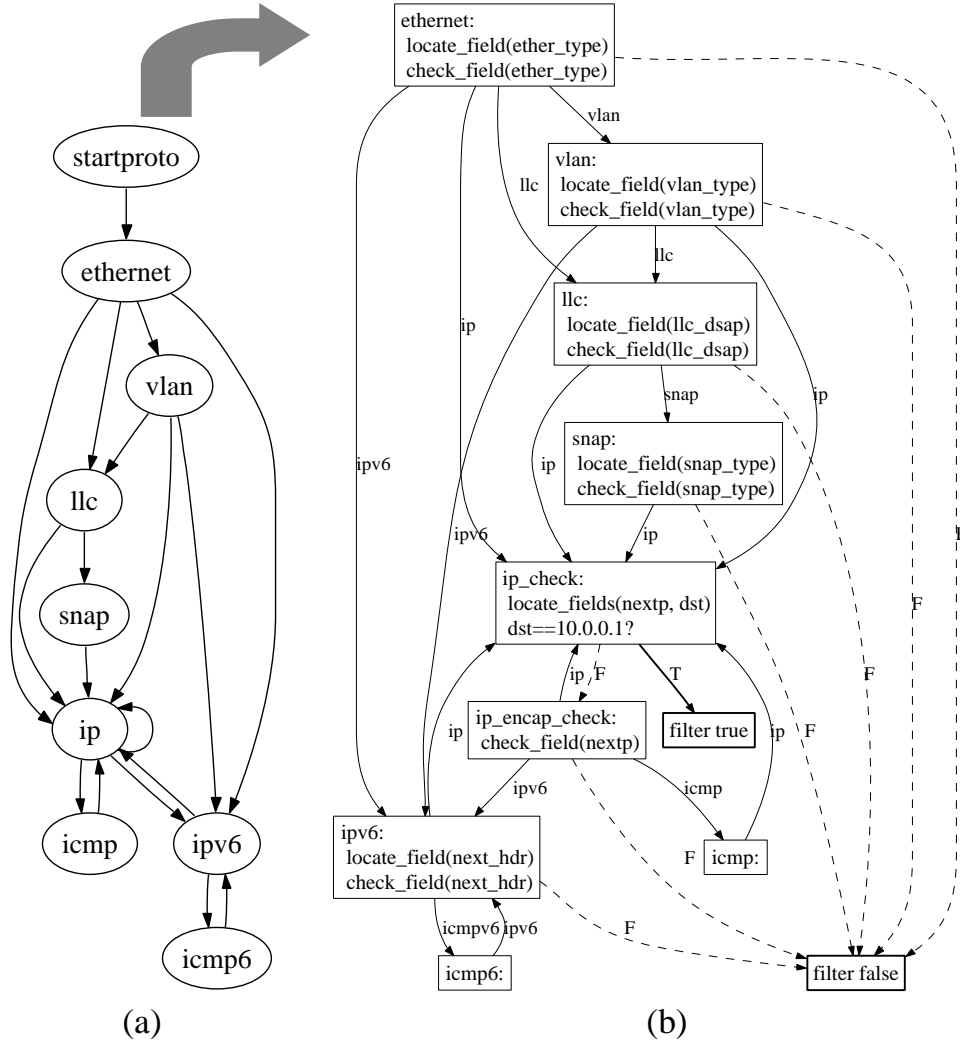 startproto
ethernet
vlan
llc
snap
ip
icmp
ipv6
icmp6
(a)
ethernet:
locate_field(ether_type)
check_field(ether_type)
vlan
vlan:
locate_field(vlan_type)
check_field(vlan_type)
llc
llc
llc:
locate_field(llc_dsap)
check_field(llc_dsap)
ip
snap
ip
snap:
locate_field(snap_type)
check_field(snap_type)
ipv6
ip
ipv6
ip
F
ip_check:
locate_fields(nextp, dst)
dst==10.0.0.1?
F
ip
F
T
F
ip_encap_check:
check_field(nextp)
filter true
ip
F
ip
ipv6
icmp
ipv6:
locate_field(next_hdr)
check_field(next_hdr)
F
icmp:
icmpv6
ipv6
F
icmp6:
filter false
(b)